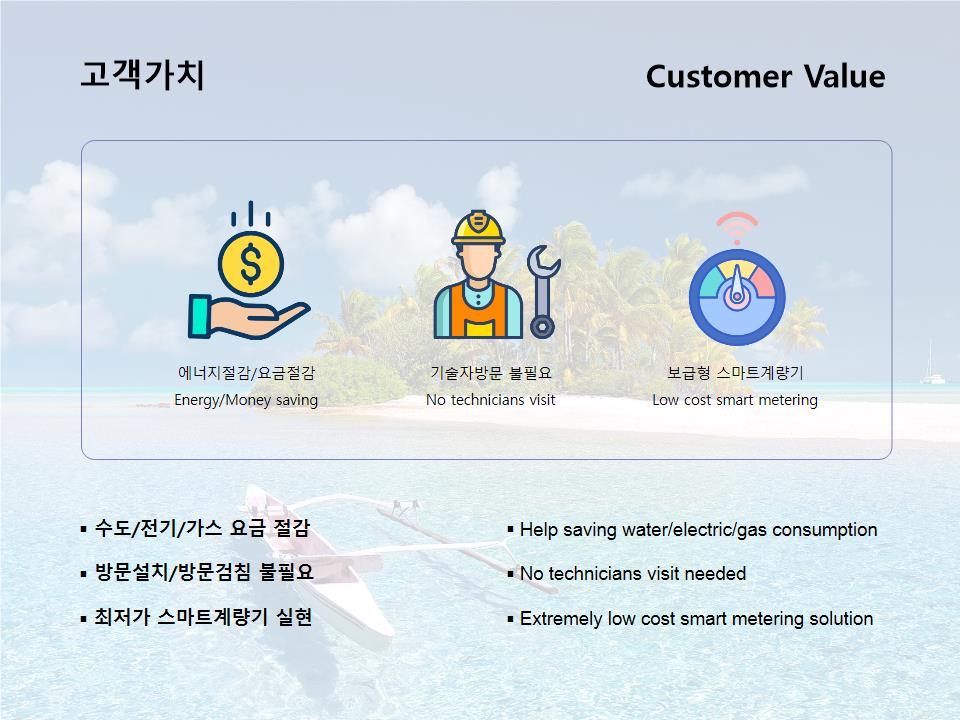 고객가치
Customer Value
$
에너지절감/요금절감
Energy/Money saving
기술자방문 불필요
No technicians visit
보급형 스마트계량기
Low cost smart metering
▪ 수도/전기/가스 요금 절감
▪ 방문설치/방문검침 불필요
▪ 최저가 스마트계량기 실현
▪ Help saving water/electric/gas consumption
▪ No technicians visit needed
▪ Extremely low cost smart metering solution